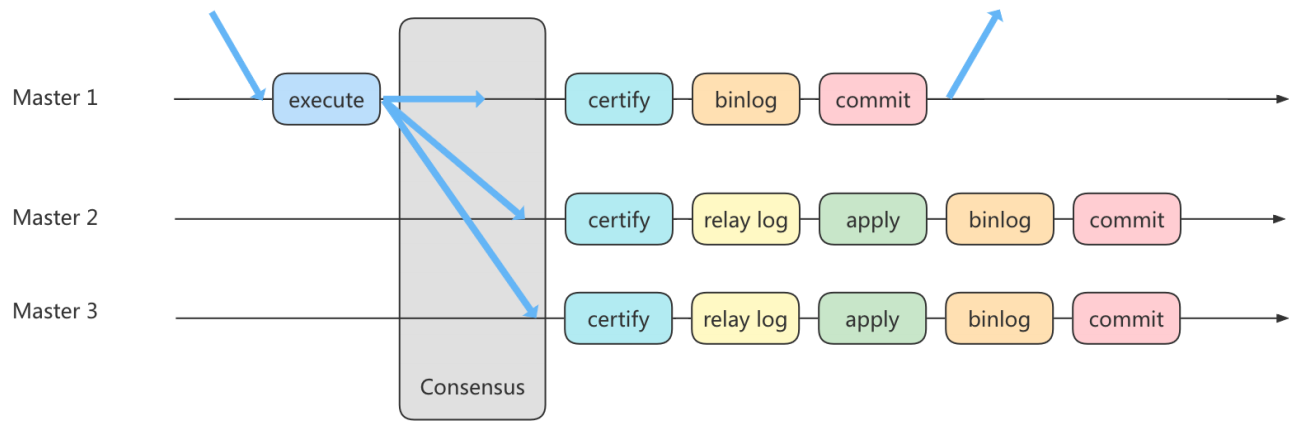 Master 1
execute
certify
binlog
commit
Master 2
certify
relay log
apply
binlog
commit
Master 3
certify
relay log
apply
binlog
commit
Consensus